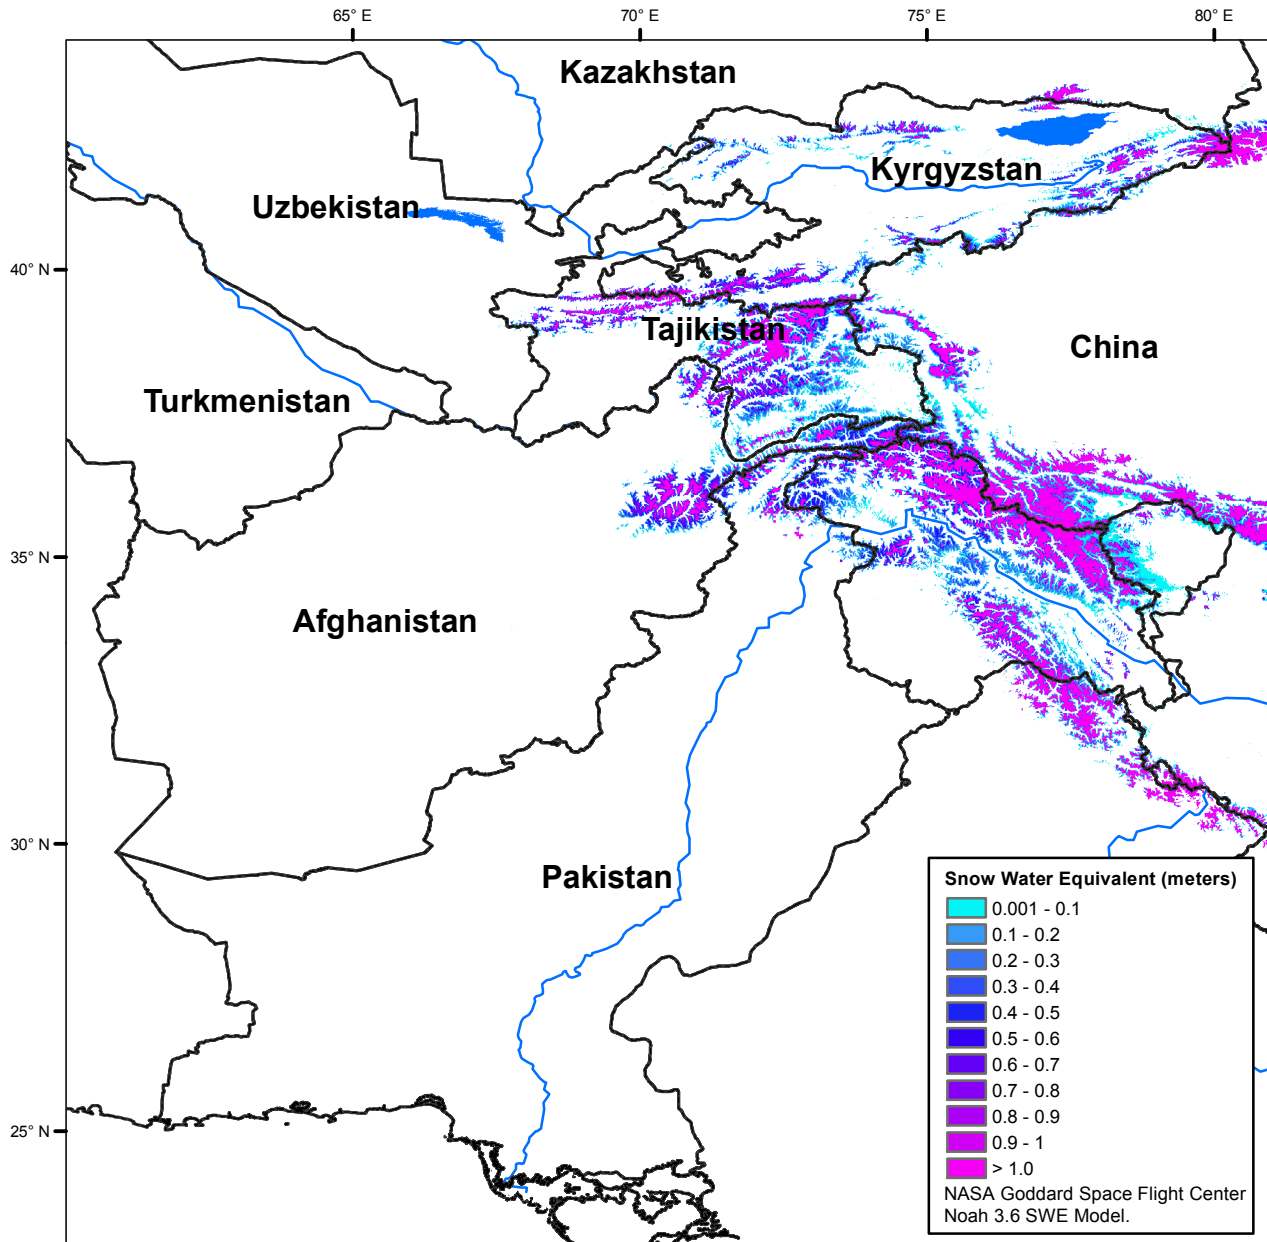 65° E
70° E
75° E
80° E
Kazakhstan
Kyrgyzstan
Uzbekistan
40° N
Tajikistan
China
Turkmenistan
35° N
Afghanistan
30° N
Pakistan
25° N
Snow Water Equivalent (meters)
0.001 - 0.1
0.1 - 0.2
0.2 - 0.3
0.3 - 0.4
0.4 - 0.5
0.5 - 0.6
0.6 - 0.7
0.7 - 0.8
0.8 - 0.9
0.9 - 1
> 1.0
NASA Goddard Space Flight Center
Noah 3.6 SWE Model.